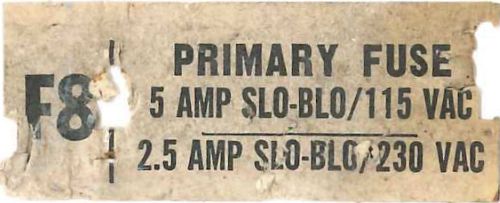 F8
PRIMARY FUSE
5 AMP SLO-BLO/115 VAC
2.5 AMP SLO-BLO/230 VAC